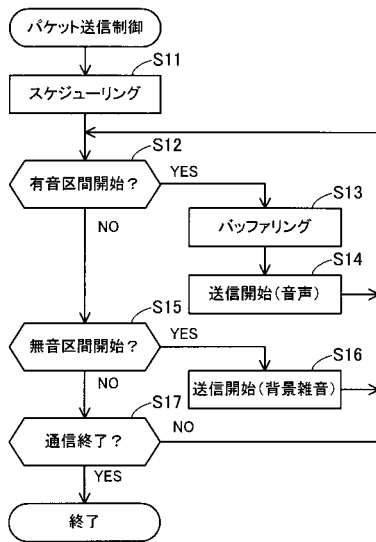 パケット送信制御
S11
スケジューリング
S12
有音区間開始?
YES
S13
バッファリング
NO
S14
送信開始(音声)
S15
無音区間開始?
YES
S16
送信開始(背景雑音)
NO
S17
通信終了?
NO
YES
終了